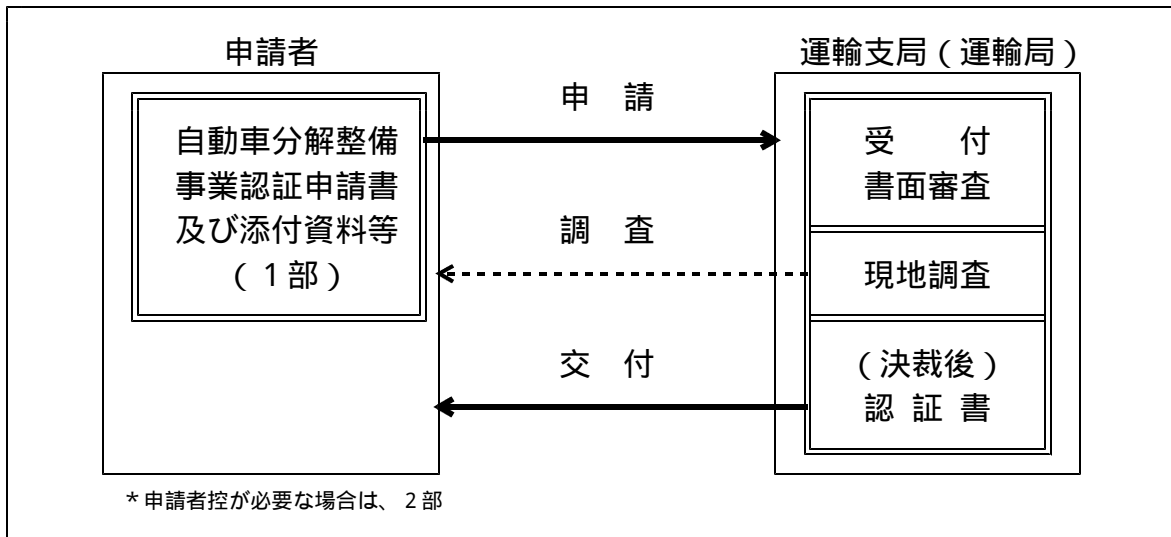 申請者
運輸支局(運輸局)
自動車分解整備
事業認証申請書
及び添付資料等
(1部)
申 請
調 査
交 付
受 付
書面審査
現地調査
(決裁後)
認 証 書
*申請者控が必要な場合は、2部